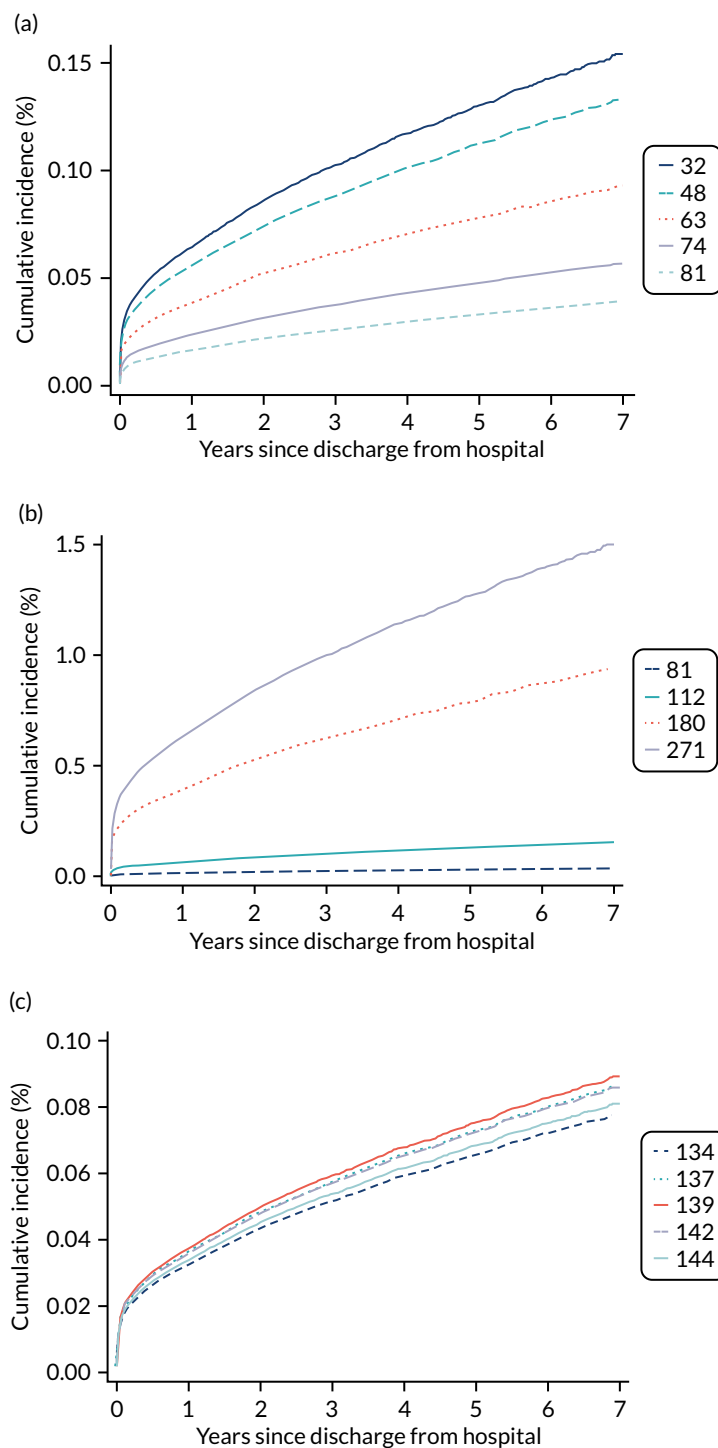 (a)
0.15
0.10
0.05
0.00
Cumulative incidence (%)
0 1 2 3 4 5 6 7
Years since discharge from hospital
32
48
63
74
81
(b)
1.5
1.0
0.5
0.0
Cumulative incidence (%)
0 1 2 3 4 5 6 7
Years since discharge from hospital
81
112
180
271
(c)
0.10
0.08
0.06
0.04
0.02
0.00
Cumulative incidence (%)
0 1 2 3 4 5 6 7
Years since discharge from hospital
134
137
139
142
144